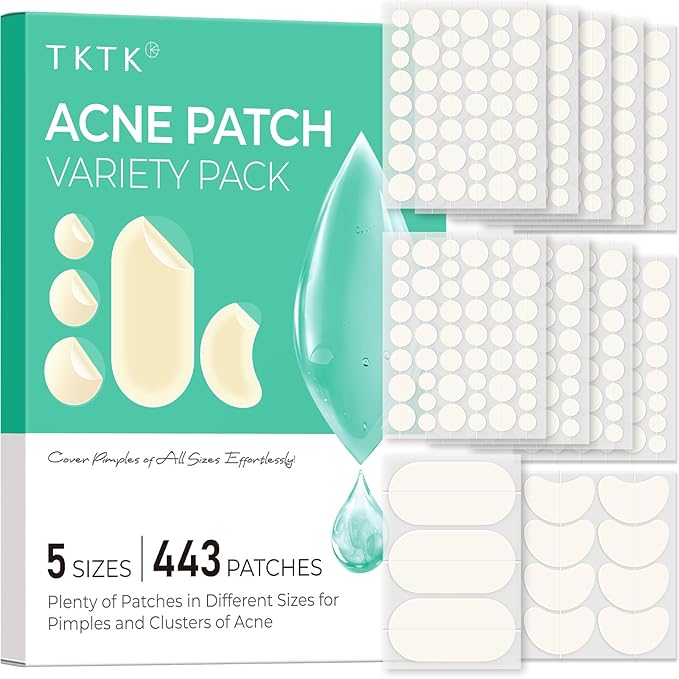 TKTK
ACNE PATCH
VARIETY PACK
Cover Pimples of All Sizes Effortlessly!
5 SIZES | 443 PATCHES
Plenty of Patches in Different Sizes for
Pimples and Clusters of Acne